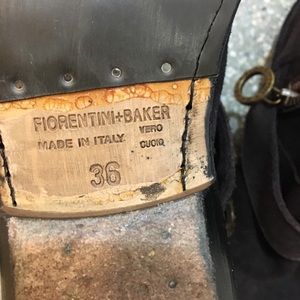 FIORENTINI+BAKER
MADE IN ITALY VERO
CUOIO
36